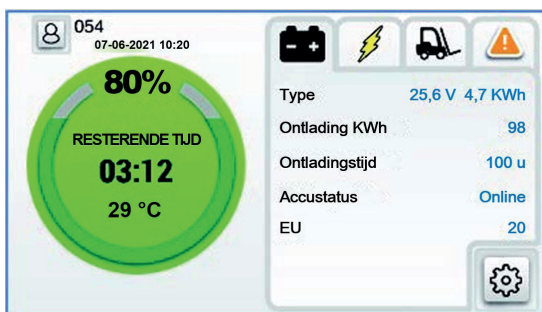 054
07-06-2021 10:20
80%
RESTERENDE TIJD
03:12
29 °C
Type 25,6 V 4,7 KWh
Ontlading KWh 98
Ontladingstijd 100 u
Accustatus Online
EU 20